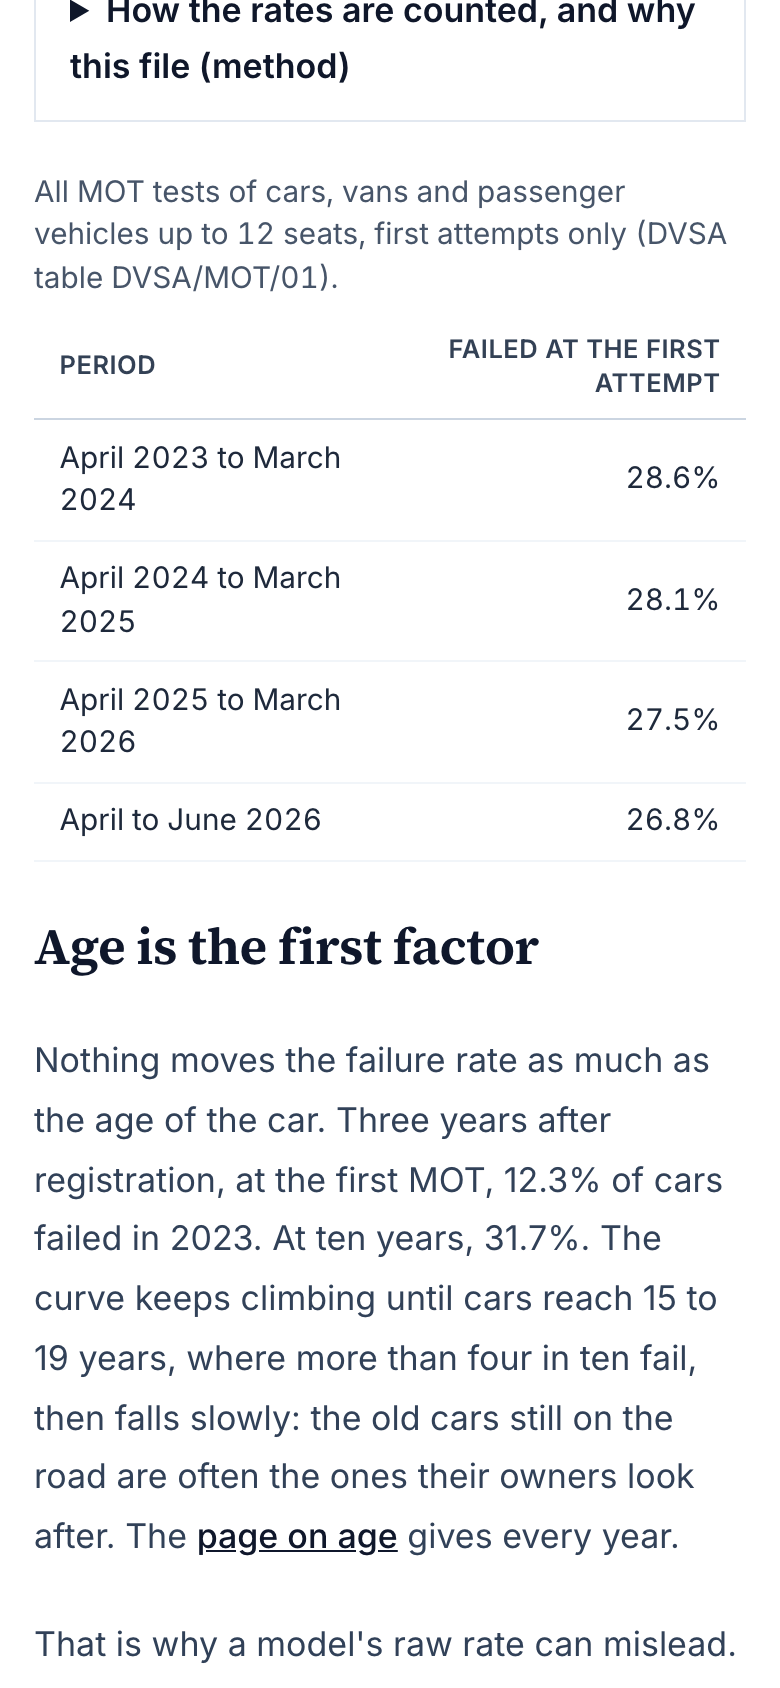 ▶ How the rates are counted, and why
this file (method)
All MOT tests of cars, vans and passenger
vehicles up to 12 seats, first attempts only (DVSA
table DVSA/MOT/01).
PERIOD
FAILED AT THE FIRST
ATTEMPT
April 2023 to March
2024
28.6%
April 2024 to March
2025
28.1%
April 2025 to March
2026
27.5%
April to June 2026
26.8%
Age is the first factor
Nothing moves the failure rate as much as
the age of the car. Three years after
registration, at the first MOT, 12.3% of cars
failed in 2023. At ten years, 31.7%. The
curve keeps climbing until cars reach 15 to
19 years, where more than four in ten fail,
then falls slowly: the old cars still on the
road are often the ones their owners look
after. The page on age gives every year.
That is why a model's raw rate can mislead.